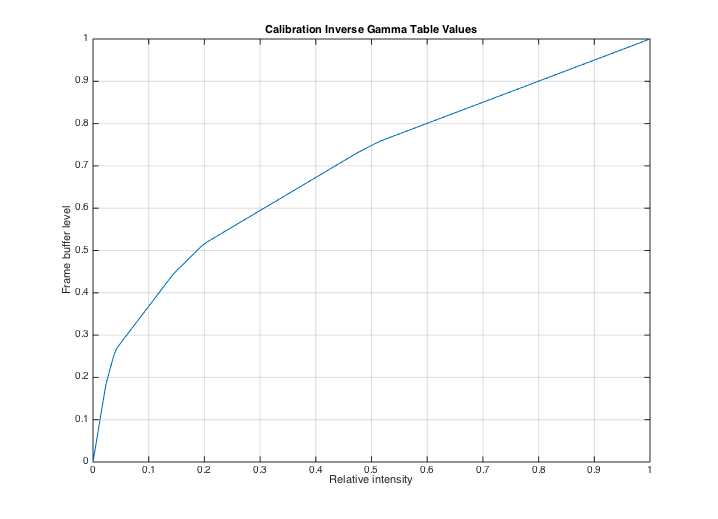 Calibration Inverse Gamma Table Values
1
0.9
0.8
0.7
0.6
0.5
0.4
0.3
0.2
0.1
0
Frame buffer level
0 0.1 0.2 0.3 0.4 0.5 0.6 0.7 0.8 0.9 1
Relative intensity